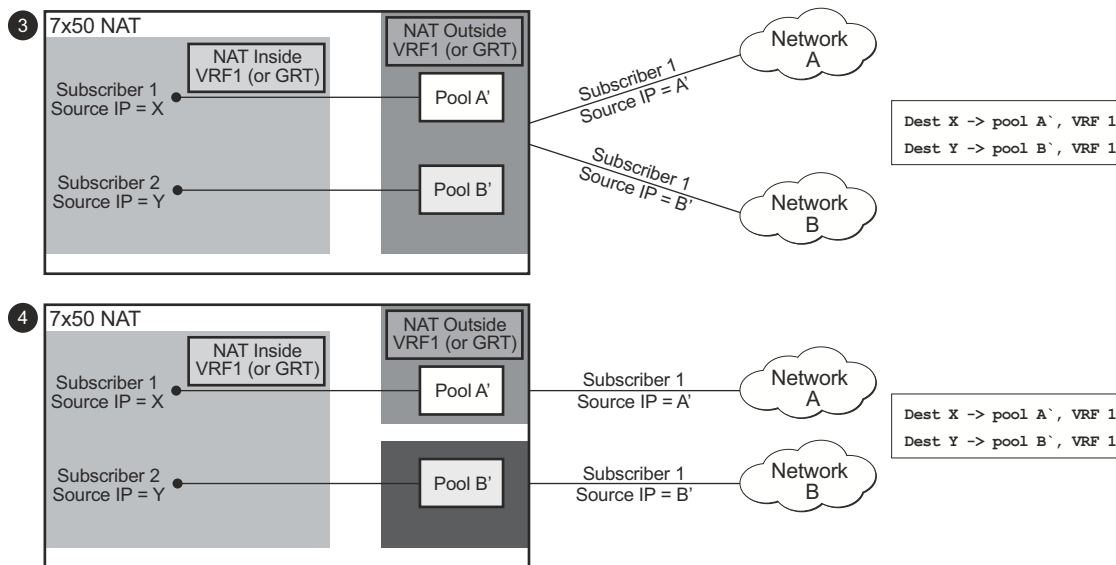 3
7x50 NAT
NAT Inside
VRF1 (or GRT)
NAT Outside
VRF1 (or GRT)
Subscriber 1
Source IP = X
Pool A'
Subscriber 2
Source IP = Y
Pool B'
Subscriber 1
Source IP = A'
Subscriber 1
Source IP = B'
Network
A
Network
B
Dest X -> pool A`, VRF 1
Dest Y -> pool B`, VRF 1
4
7x50 NAT
NAT Inside
VRF1 (or GRT)
NAT Outside
VRF1 (or GRT)
Subscriber 1
Source IP = X
Pool A'
Subscriber 2
Source IP = Y
Pool B'
Subscriber 1
Source IP = A'
Subscriber 1
Source IP = B'
Network
A
Network
B
Dest X -> pool A`, VRF 1
Dest Y -> pool B`, VRF 1